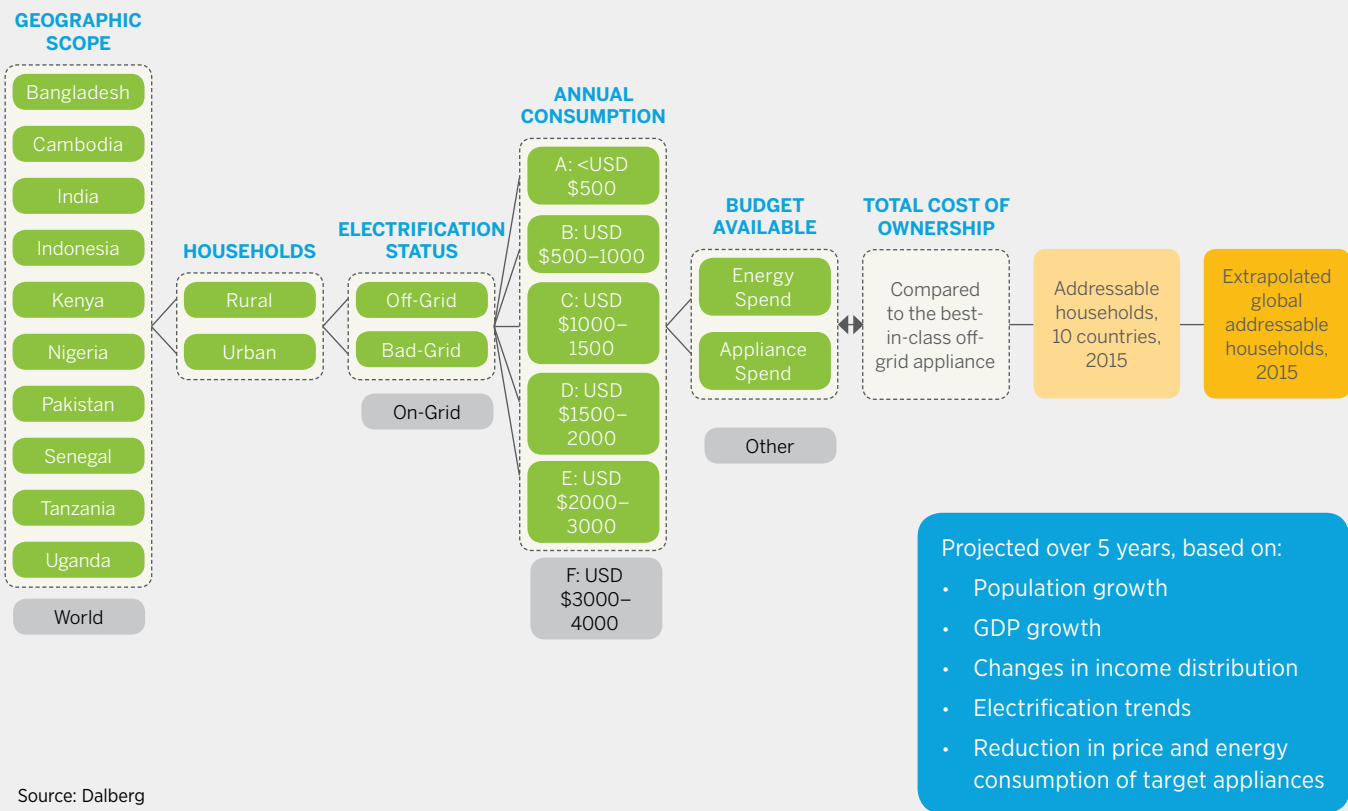 GEOGRAPHIC
SCOPE
Bangladesh
Cambodia
India
Indonesia
Kenya
Nigeria
Pakistan
Senegal
Tanzania
Uganda
World
HOUSEHOLDS
Rural
Urban
ELECTRIFICATION
STATUS
Off-Grid
Bad-Grid
On-Grid
ANNUAL
CONSUMPTION
A: <USD
$500
B: USD
$500–1000
C: USD
$1000–
1500
D: USD
$1500–
2000
E: USD
$2000–
3000
F: USD
$3000–
4000
BUDGET
AVAILABLE
Energy
Spend
Appliance
Spend
Other
TOTAL COST OF
OWNERSHIP
Compared
to the best-
in-class off-
grid appliance
Addressable
households,
10 countries,
2015
Extrapolated
global
addressable
households,
2015
Projected over 5 years, based on:
• Population growth
• GDP growth
• Changes in income distribution
• Electrification trends
• Reduction in price and energy
consumption of target appliances
Source: Dalberg